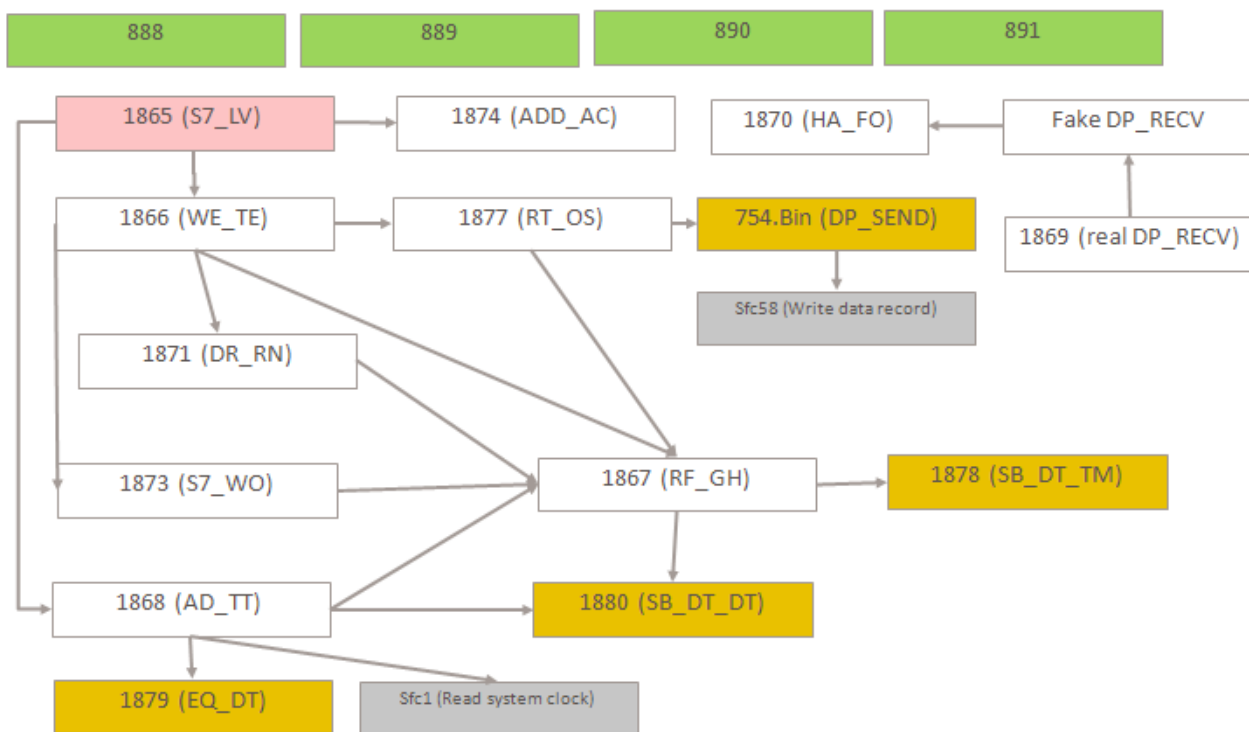 888
889
890
891
1865 (S7_LV)
1874 (ADD_AC)
1870 (HA_FO)
Fake DP_RECV
1866 (WE_TE)
1877 (RT_OS)
754.Bin (DP_SEND)
1869 (real DP_RECV)
Sfc58 (Write data record)
1871 (DR_RN)
1873 (S7_WO)
1867 (RF_GH)
1878 (SB_DT_TM)
1868 (AD_TT)
1880 (SB_DT_DT)
1879 (EQ_DT)
Sfc1 (Read system clock)